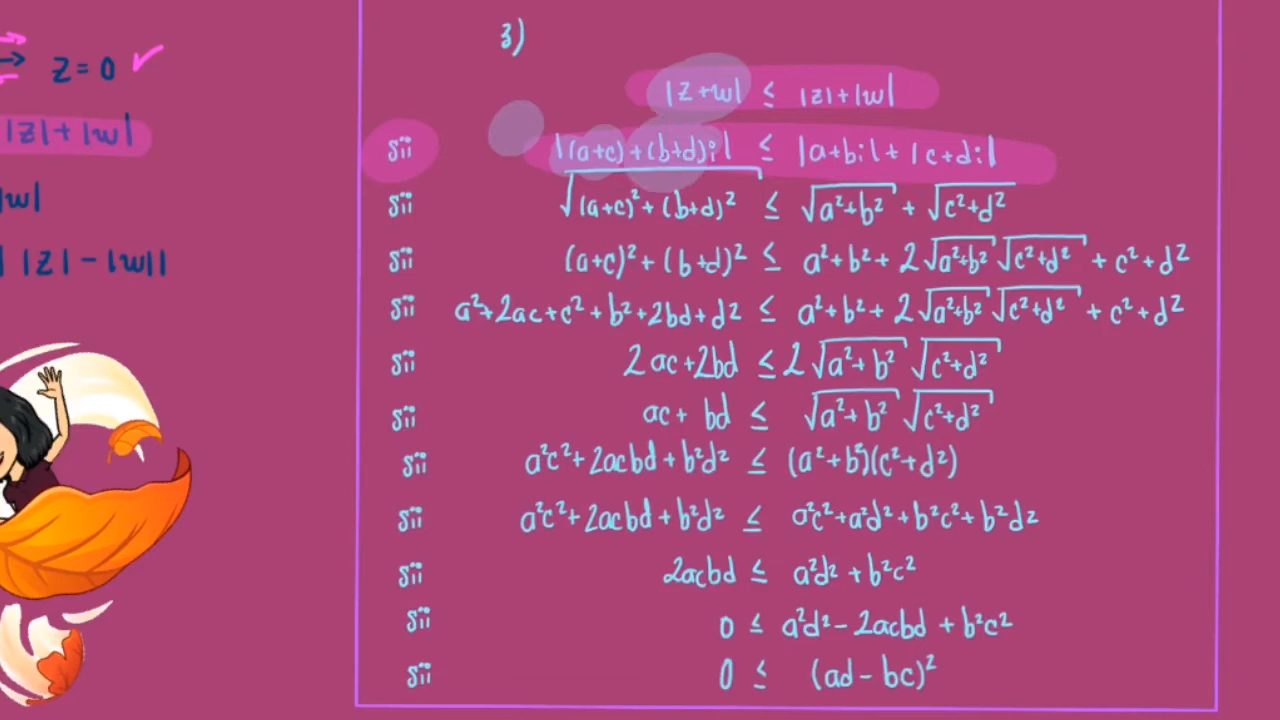 → z = 0 ✓
|z| + |w|
|w|
| |z| - |w||
3)
|z+w| ≤ |z|+|w|
sii |(a+c)+(b+d)i| ≤ |a+bi|+|c+di|
sii √(a+c)²+(b+d)² ≤ √a²+b² + √c²+d²
sii (a+c)²+(b+d)² ≤ a²+b²+2√a²+b² √c²+d² + c²+d²
sii a²+2ac+c²+b²+2bd+d² ≤ a²+b²+2√a²+b² √c²+d² + c²+d²
sii 2ac+2bd ≤ 2√a²+b² √c²+d²
sii ac+bd ≤ √a²+b² √c²+d²
sii a²c²+2acbd+b²d² ≤ (a²+b²)(c²+d²)
sii a²c²+2acbd+b²d² ≤ a²c²+a²d²+b²c²+b²d²
sii 2acbd ≤ a²d²+b²c²
sii 0 ≤ a²d²-2acbd+b²c²
sii 0 ≤ (ad-bc)²